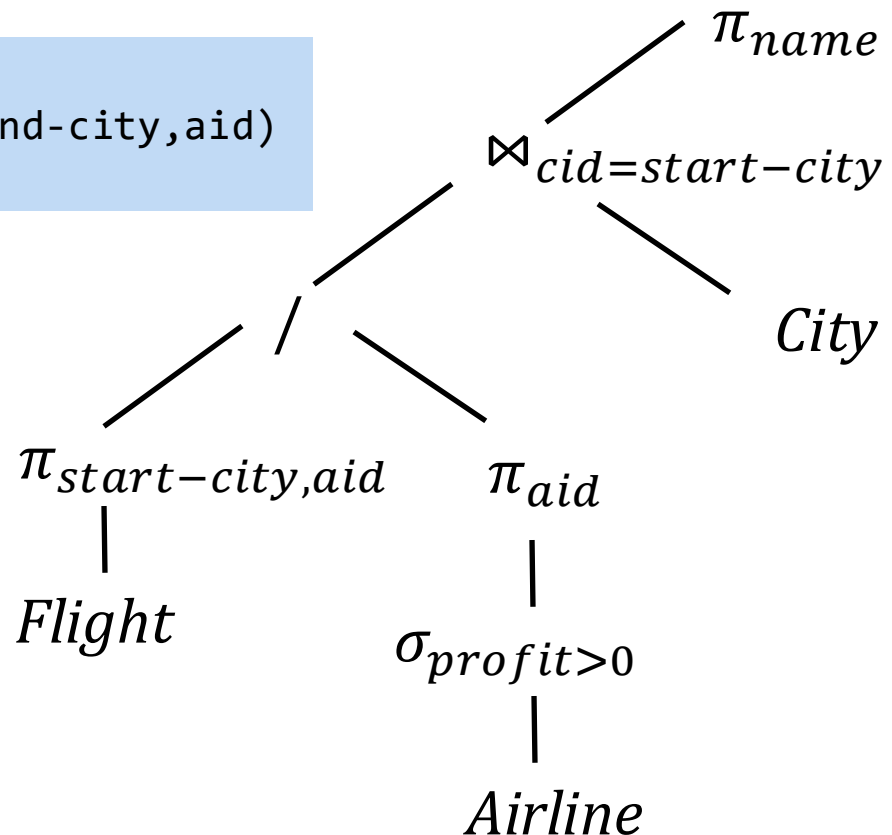 π_name
nd-city,aid)
⋈_cid=start−city
/
City
π_start−city,aid
π_aid
Flight
σ_profit>0
Airline